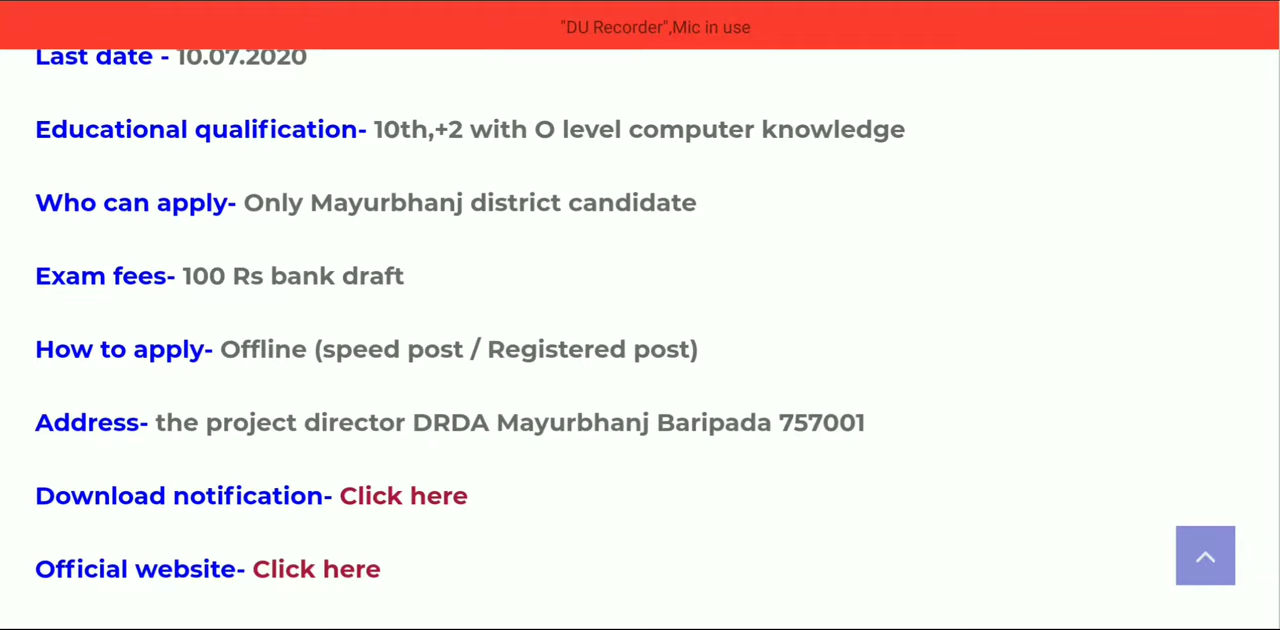 "DU Recorder",Mic in use
Last date - 10.07.2020
Educational qualification- 10th,+2 with O level computer knowledge
Who can apply- Only Mayurbhanj district candidate
Exam fees- 100 Rs bank draft
How to apply- Offline (speed post / Registered post)
Address- the project director DRDA Mayurbhanj Baripada 757001
Download notification- Click here
Official website- Click here